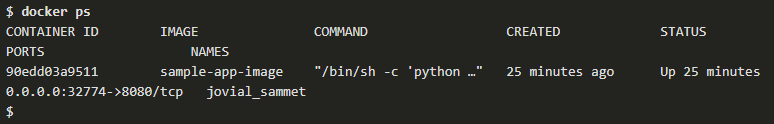 $ docker ps
CONTAINER ID        IMAGE               COMMAND                  CREATED             STATUS
PORTS                     NAMES
90edd03a9511        sample-app-image    "/bin/sh -c 'python …"   25 minutes ago      Up 25 minutes
0.0.0.0:32774->8080/tcp   jovial_sammet
$